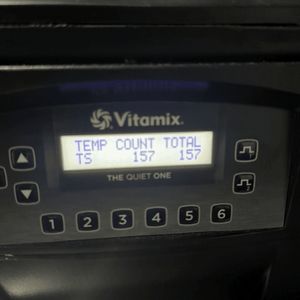 Vitamix.
TEMP COUNT TOTAL
TS 157 157
THE QUIET ONE
1 2 3 4 5 6